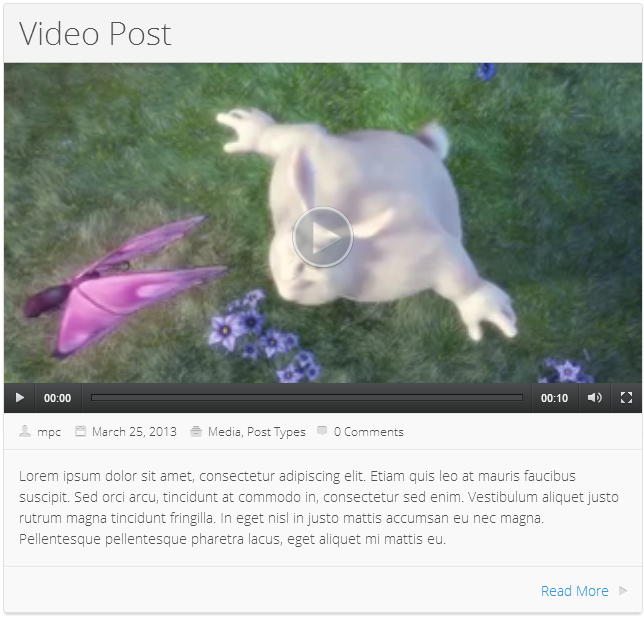 Video Post
00:00 00:10
mpc March 25, 2013 Media, Post Types 0 Comments
Lorem ipsum dolor sit amet, consectetur adipiscing elit. Etiam quis leo at mauris faucibus
suscipit. Sed orci arcu, tincidunt at commodo in, consectetur sed enim. Vestibulum aliquet justo
rutrum magna tincidunt fringilla. In eget nisl in justo mattis accumsan eu nec magna.
Pellentesque pellentesque pharetra lacus, eget aliquet mi mattis eu.
Read More